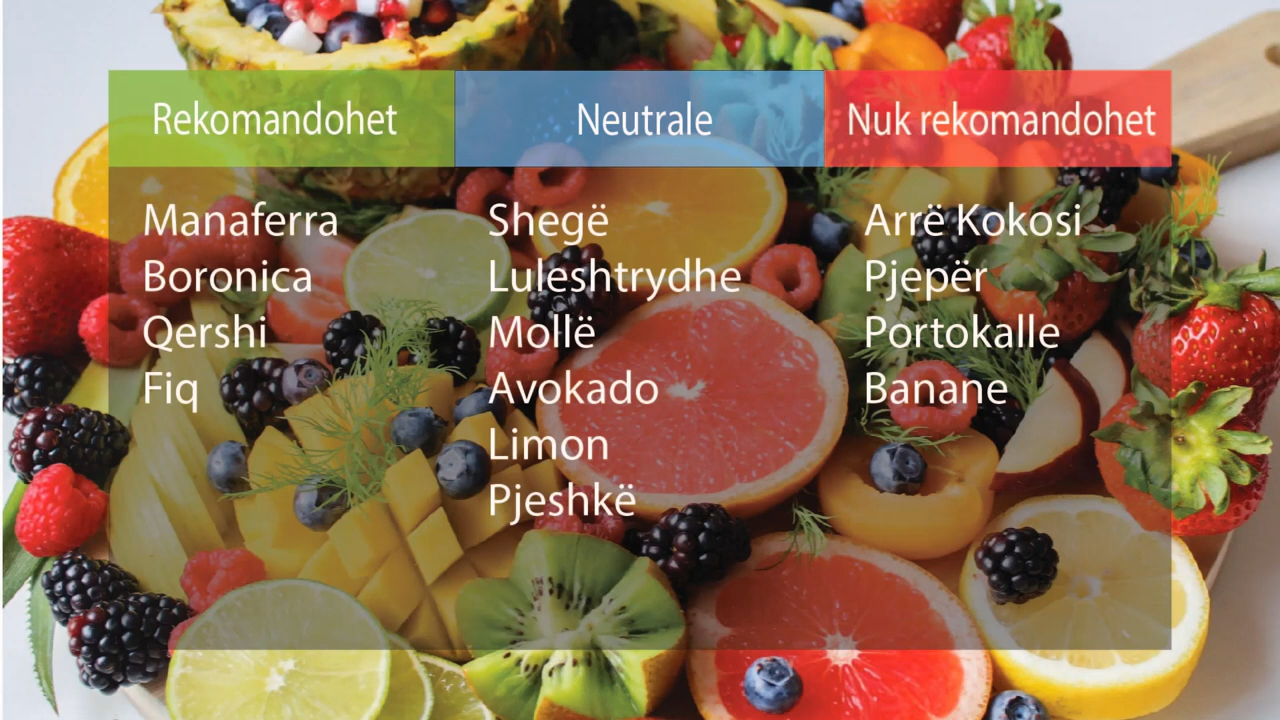 Rekomandohet
Neutrale
Nuk rekomandohet
Manaferra
Boronica
Qershi
Fiq
Shegë
Luleshtrydhe
Mollë
Avokado
Limon
Pjeshkë
Arrë Kokosi
Pjepër
Portokalle
Banane